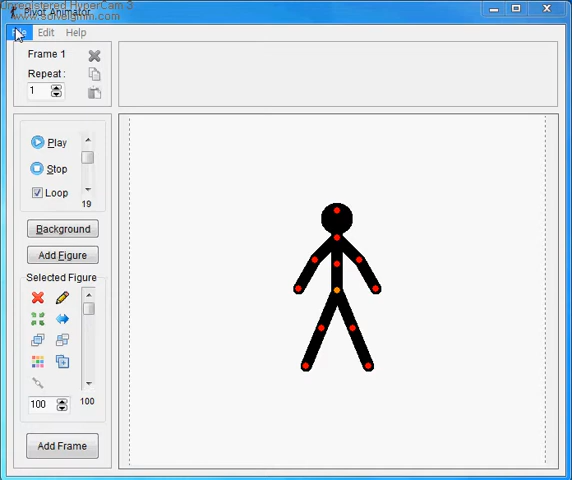 Unregistered HyperCam 3
Pivot Animator
www.solveigmm.com
File Edit Help
Frame 1
Repeat:
1
Play
Stop
Loop
19
Background
Add Figure
Selected Figure
100
100
Add Frame